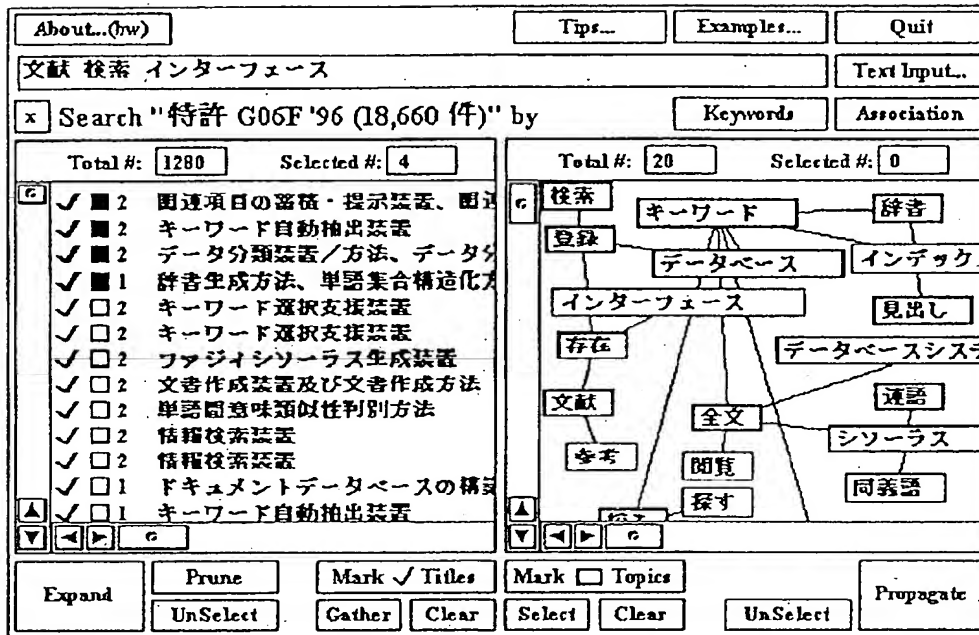 About...(hw) Tips... Examples... Quit
文献 検索 インターフェース Text Input...
x Search "特許 G06F '96 (18,660 件)" by Keywords Association
Total #: 1280 Selected #: 4
2 関連項目の蓄積・提示装置、関連
2 キーワード自動抽出装置
2 データ分類装置/方法、データ分
1 辞書生成方法、単語集合構造化方
2 キーワード選択支援装置
2 キーワード選択支援装置
2 ファジィシソーラス生成装置
2 文書作成装置及び文書作成方法
2 単語間意味類似性判別方法
2 情報検索装置
2 情報検索装置
1 ドキュメントデータベースの構築
1 キーワード自動抽出装置
Total #: 20 Selected #: 0
検索
キーワード
辞書
登録
データベース
インデック
インターフェース
見出し
存在
データベースシステ
文献
全文
連語
シソーラス
参考
閲覧
同義語
探す
Expand
Prune
Mark ✓ Titles
UnSelect
Gather
Clear
Mark □ Topics
Select
Clear
UnSelect
Propagate